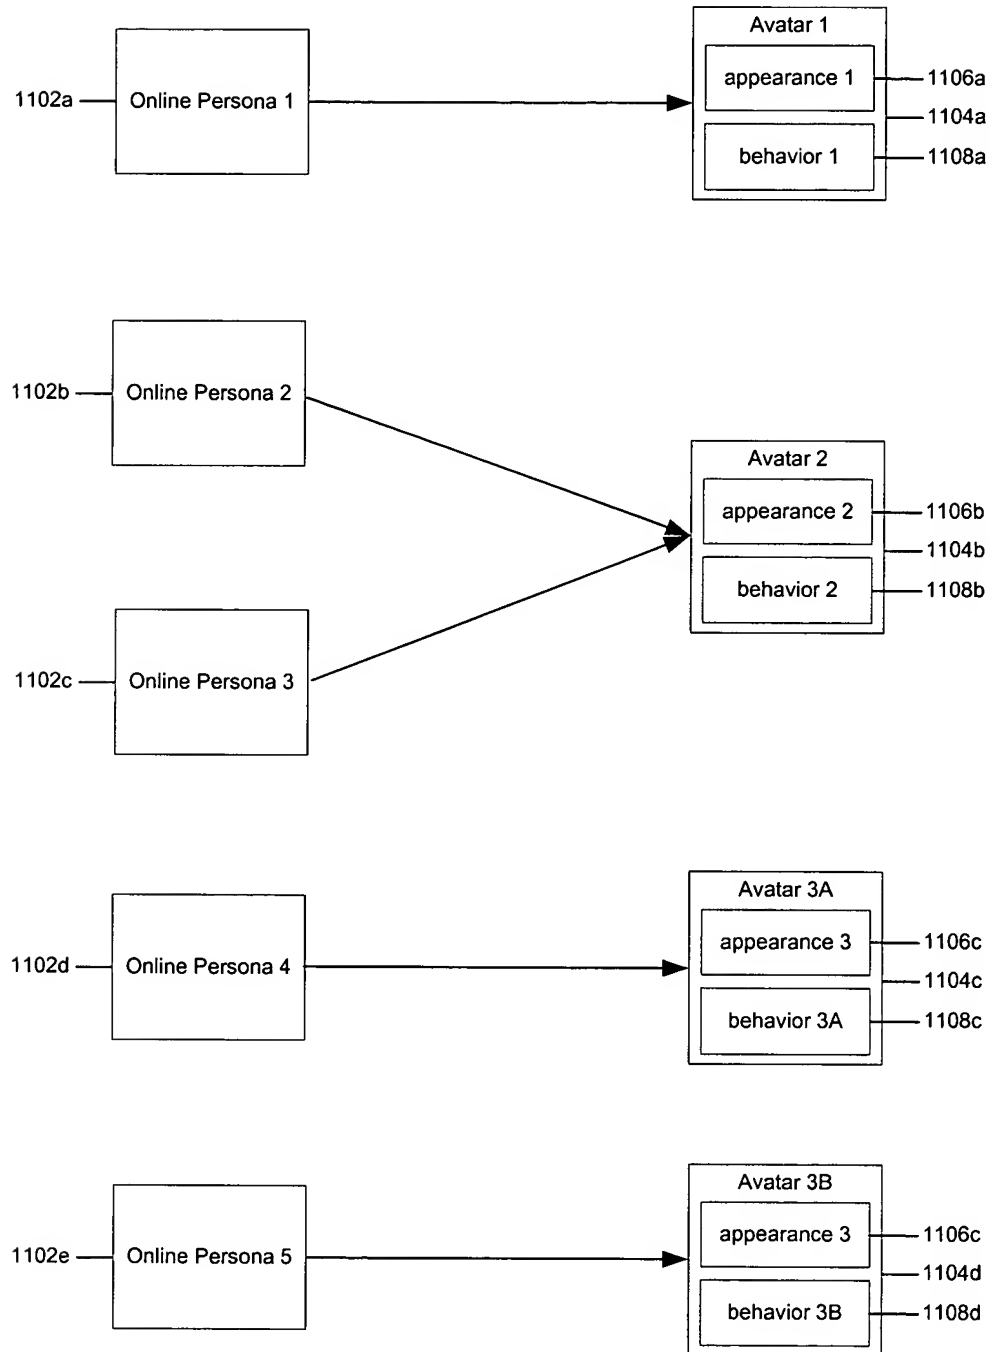 Avatar 1
appearance 1
1106a
1102a
Online Persona 1
1104a
behavior 1
1108a
1102b
Online Persona 2
Avatar 2
appearance 2
1106b
1104b
behavior 2
1108b
1102c
Online Persona 3
Avatar 3A
appearance 3
1106c
1102d
Online Persona 4
1104c
behavior 3A
1108c
Avatar 3B
appearance 3
1106c
1102e
Online Persona 5
1104d
behavior 3B
1108d